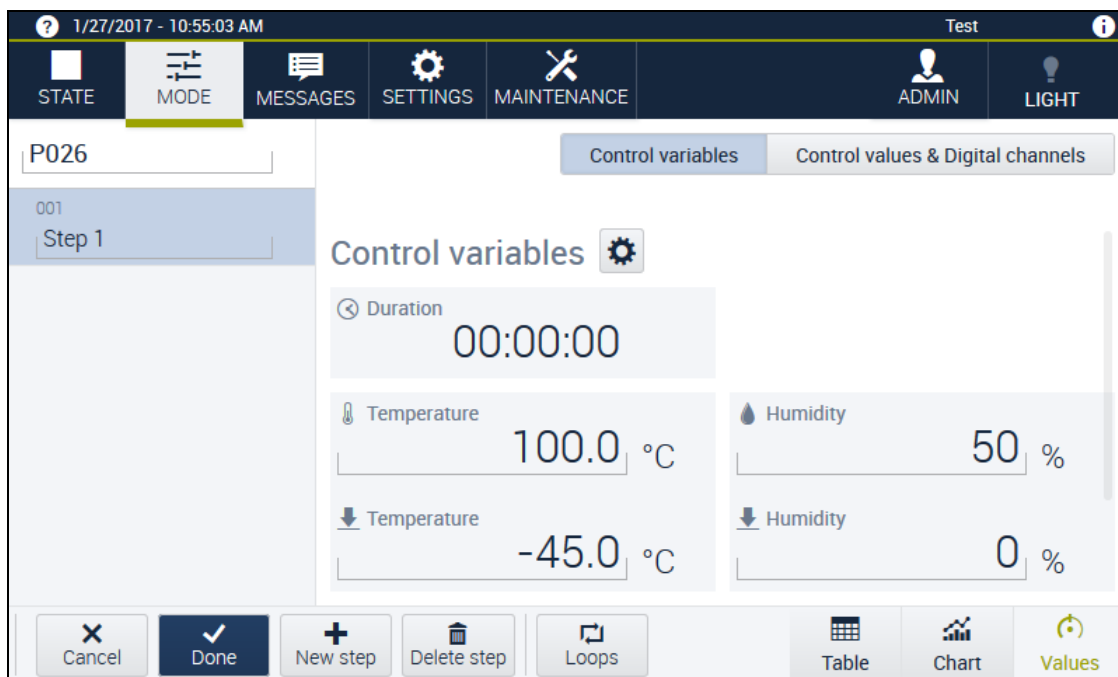 ? 1/27/2017 - 10:55:03 AM Test i
STATE MODE MESSAGES SETTINGS MAINTENANCE ADMIN LIGHT
P026
Control variables Control values & Digital channels
001
Step 1
Control variables
Duration
00:00:00
Temperature
100.0 °C
Humidity
50 %
Temperature
-45.0 °C
Humidity
0 %
Cancel Done New step Delete step Loops Table Chart Values